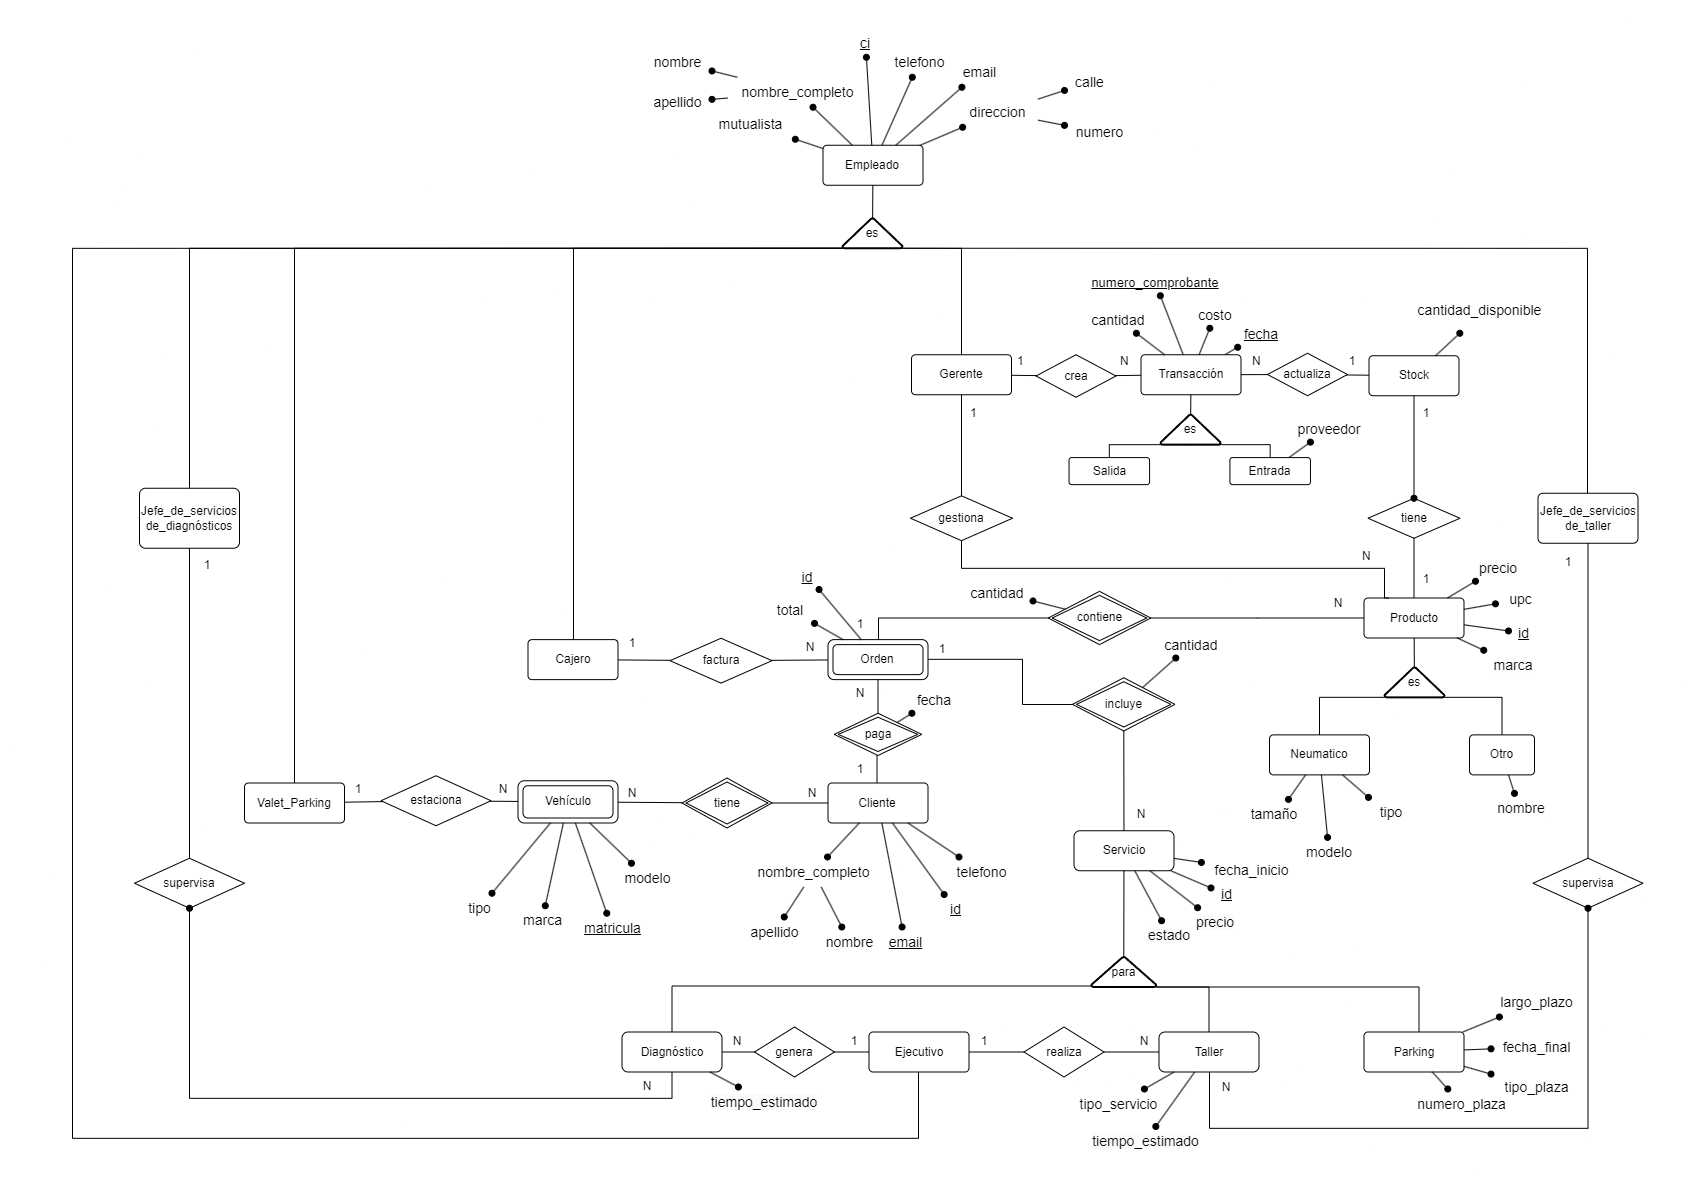 ci
nombre
telefono
email
calle
nombre_completo
apellido
direccion
mutualista
numero
Empleado
es
numero_comprobante
cantidad
costo
fecha
cantidad_disponible
Gerente
1
crea
N
Transacción
N
actualiza
1
Stock
1
1
es
proveedor
Salida
Entrada
Jefe_de_servicios
de_diagnósticos
1
gestiona
tiene
Jefe_de_servicios
de_taller
1
N
1
precio
id
cantidad
N
upc
total
1
contiene
Producto
id
marca
Cajero
1
factura
N
Orden
1
cantidad
es
N
fecha
incluye
paga
1
Neumatico
Otro
Valet_Parking
1
estaciona
N
Vehículo
N
tiene
N
Cliente
N
tamaño
tipo
nombre
modelo
Servicio
fecha_inicio
id
precio
estado
supervisa
tipo
marca
matricula
modelo
nombre_completo
apellido
nombre
email
id
telefono
supervisa
para
largo_plazo
Diagnóstico
N
genera
1
Ejecutivo
1
realiza
N
Taller
Parking
fecha_final
tipo_plaza
numero_plaza
N
tiempo_estimado
N
tipo_servicio
tiempo_estimado